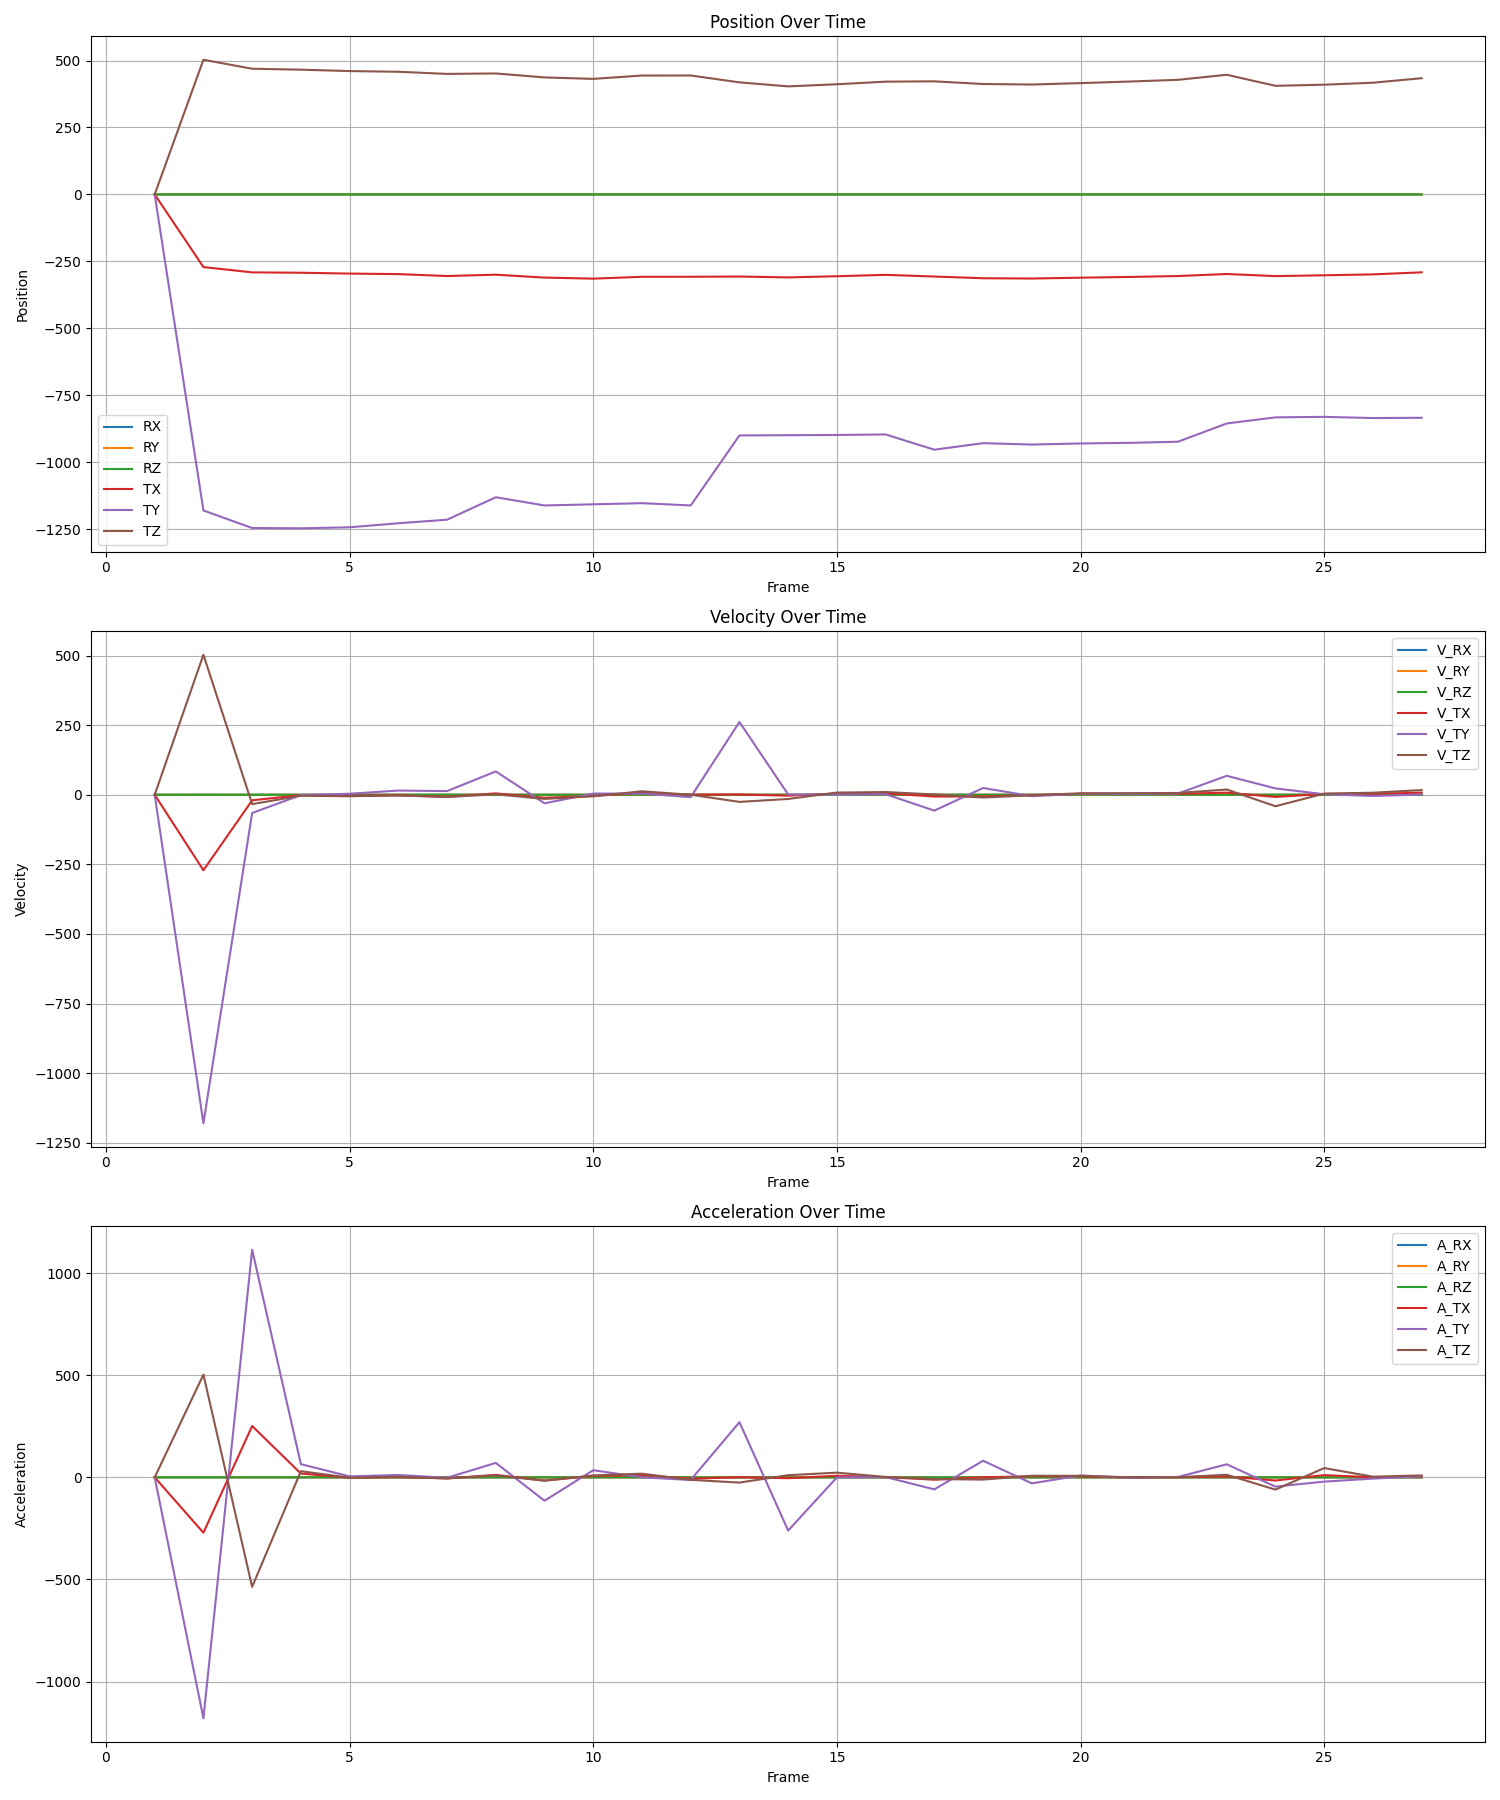 Position Over Time
500
250
0
−250
−500
−750
−1000
−1250
Position
RX
RY
RZ
TX
TY
TZ
0 5 10 15 20 25
Frame
Velocity Over Time
500
250
0
−250
−500
−750
−1000
−1250
Velocity
V_RX
V_RY
V_RZ
V_TX
V_TY
V_TZ
0 5 10 15 20 25
Frame
Acceleration Over Time
1000
500
0
−500
−1000
Acceleration
A_RX
A_RY
A_RZ
A_TX
A_TY
A_TZ
0 5 10 15 20 25
Frame